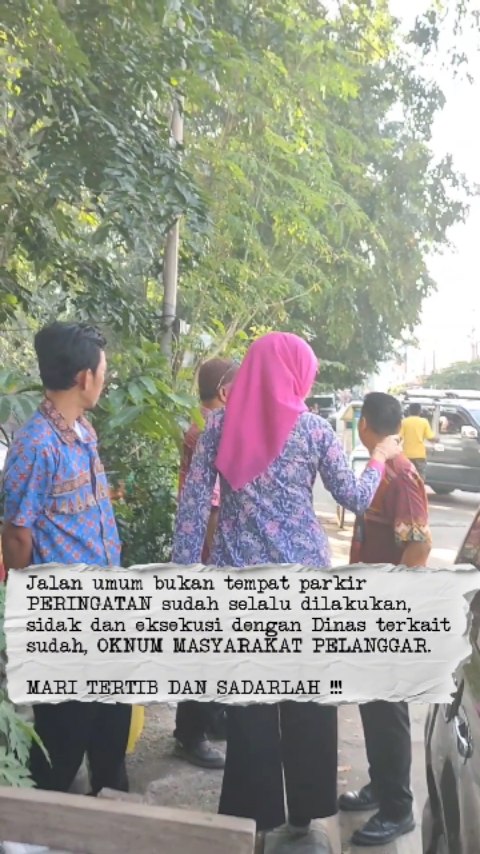 Jalan umum bukan tempat parkir
PERINGATAN sudah selalu dilakukan,
sidak dan eksekusi dengan Dinas terkait
sudah, OKNUM MASYARAKAT PELANGGAR.
MARI TERTIB DAN SADARLAH !!!